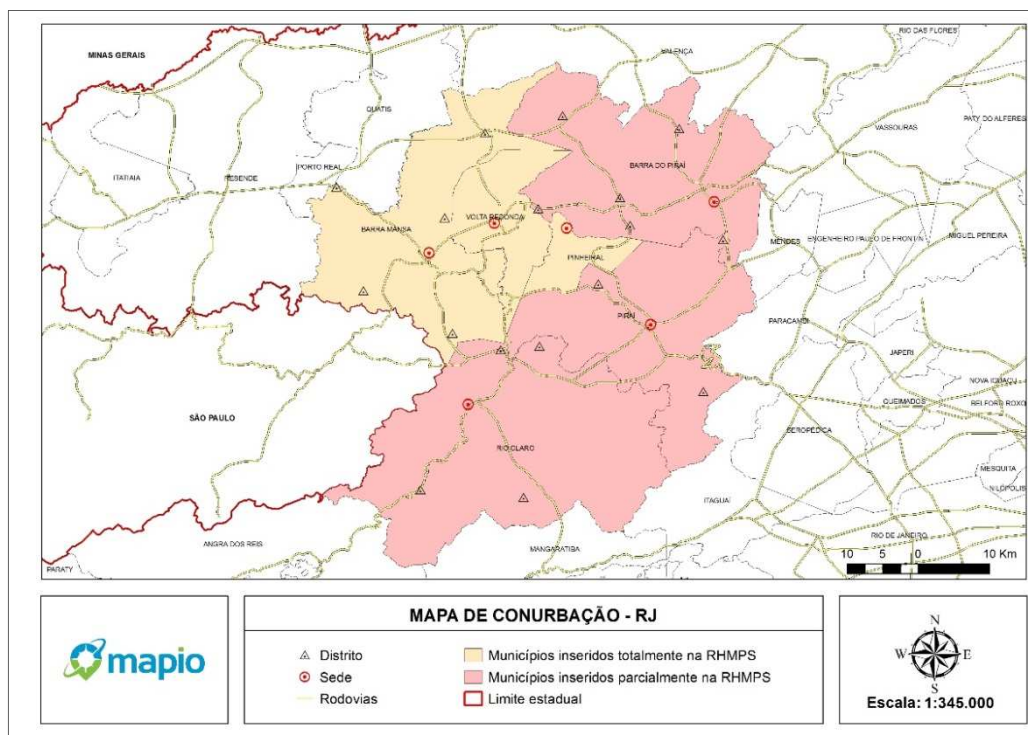 MINAS GERAIS
RIO DAS FLORES
VALENÇA
QUATIS
PATY DO ALFERES
VASSOURAS
BARRA DO PIRAÍ
PORTO REAL
ITATIAIA
RESENDE
VOLTA REDONDA
BARRA MANSA
ENGENHEIRO PAULO DE FRONTIN
MIGUEL PEREIRA
MENDES
PINHEIRAL
PIRAÍ
PARACAMBI
JAPERI
NOVA IGUAÇU
QUEIMADOS
BELFORD ROXO
SÃO PAULO
SEROPÉDICA
RIO CLARO
MESQUITA
NILÓPOLIS
ITAGUAÍ
RIO DE JANEIRO
ANGRA DOS REIS
MANGARATIBA
PARATY
10 5 0 10 Km
mapio
MAPA DE CONURBAÇÃO - RJ
Distrito
Sede
Rodovias
Municípios inseridos totalmente na RHMPS
Municípios inseridos parcialmente na RHMPS
Limite estadual
N
W E
S
Escala: 1:345.000